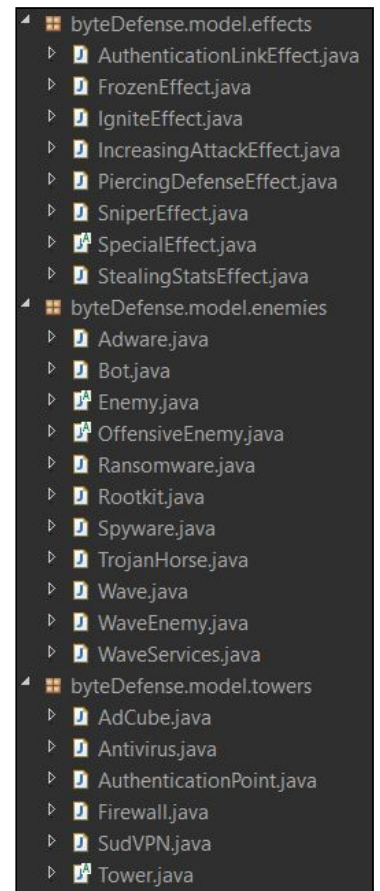 byteDefense.model.effects
AuthenticationLinkEffect.java
FrozenEffect.java
IgniteEffect.java
IncreasingAttackEffect.java
PiercingDefenseEffect.java
SniperEffect.java
SpecialEffect.java
StealingStatsEffect.java
byteDefense.model.enemies
Adware.java
Bot.java
Enemy.java
OffensiveEnemy.java
Ransomware.java
Rootkit.java
Spyware.java
TrojanHorse.java
Wave.java
WaveEnemy.java
WaveServices.java
byteDefense.model.towers
AdCube.java
Antivirus.java
AuthenticationPoint.java
Firewall.java
SudVPN.java
Tower.java